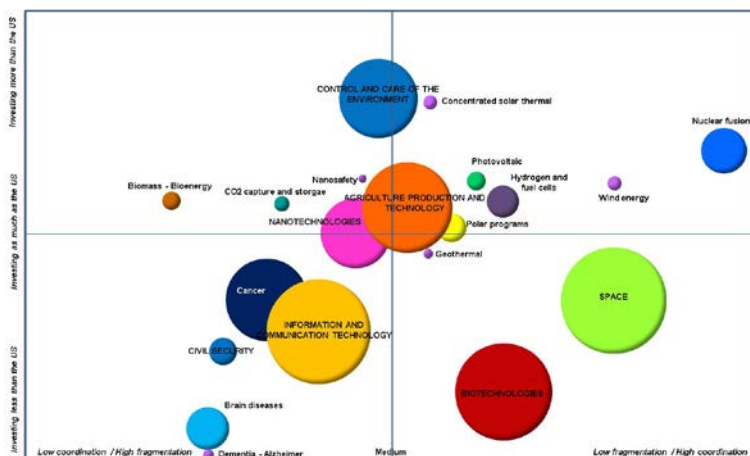 Investing more than the US
CONTROL AND CARE OF THE
ENVIRONMENT
Concentrated solar thermal
Nuclear fusion
Photovoltaic
Nanosafety
Hydrogen and
fuel cells
Wind energy
Biomass - Bioenergy
CO2 capture and storgae
AGRICULTURE PRODUCTION AND
TECHNOLOGY
NANOTECHNOLOGIES
Polar programs
Investing as much as the US
Geothermal
Cancer
SPACE
INFORMATION AND
COMMUNICATION TECHNOLOGY
CIVIL SECURITY
BIOTECHNOLOGIES
Brain diseases
Investing less than the US
Low coordination / High fragmentation
Medium
Low fragmentation / High coordination
Dementia - Alzheimer